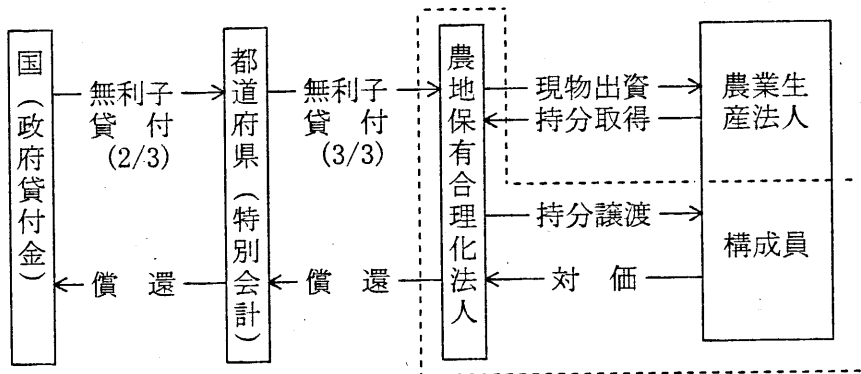 国（政府貸付金）
無利子
貸付
(2/3)
償還
都道府県（特別会計）
無利子
貸付
(3/3)
償還
農地保有合理化法人
現物出資
持分取得
持分譲渡
対価
農業生
産法人
構成員